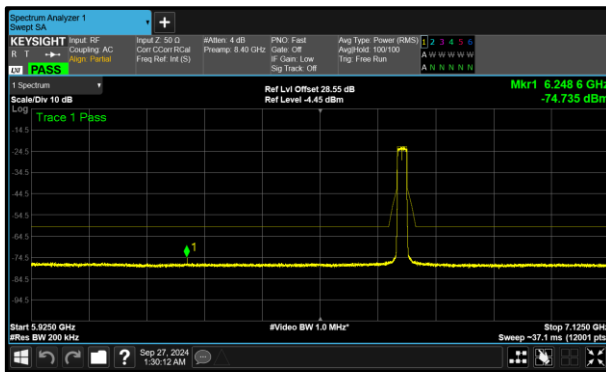 Spectrum Analyzer 1
Swept SA
KEYSIGHT
R T
LXI PASS
Input: RF
Coupling: AC
Align: Partial
Input Z: 50 Ω
Corr CCorr RCal
Freq Ref: Int (S)
#Atten: 4 dB
Preamp: 8.40 GHz
PNO: Fast
Gate: Off
IF Gain: Low
Sig Track: Off
Avg Type: Power (RMS)
Avg|Hold: 100/100
Trig: Free Run
1 2 3 4 5 6
A W W W W W
A N N N N N
1 Spectrum
Scale/Div 10 dB
Ref Lvl Offset 28.55 dB
Ref Level -4.45 dBm
Mkr1 6.248 6 GHz
-74.735 dBm
Log
Trace 1 Pass
-14.5
-24.5
-34.5
-44.5
-54.5
-64.5
-74.5
-84.5
-94.5
1
Start 5.9250 GHz
#Video BW 1.0 MHz*
Stop 7.1250 GHz
#Res BW 200 kHz
Sweep ~37.1 ms (12001 pts)
Sep 27, 2024
1:30:12 AM